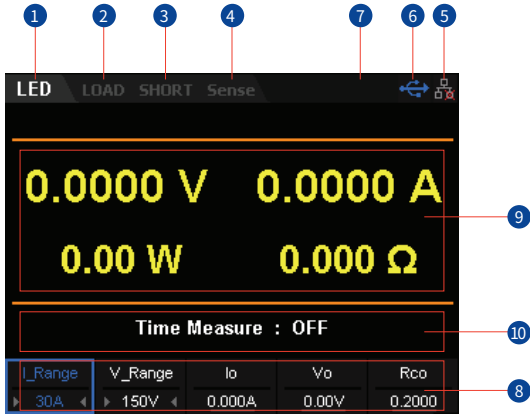 1 2 3 4 7 6 5
LED LOAD SHORT Sense
0.0000 V 0.0000 A
0.00 W 0.000 Ω
9
Time Measure : OFF
10
I_Range V_Range Io Vo Rco
30A 150V 0.000A 0.00V 0.2000
8